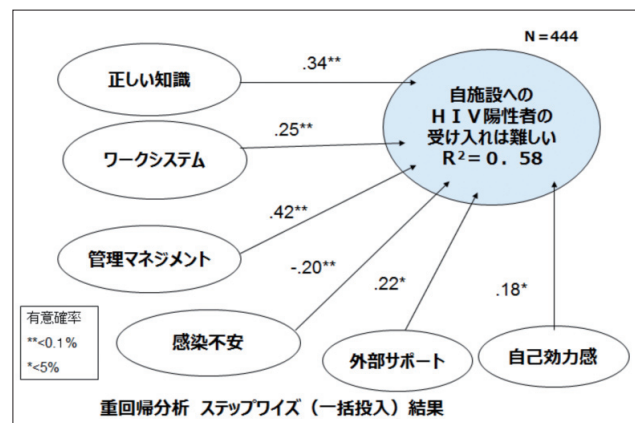 N＝444
正しい知識
.34**
自施設への
ＨＩＶ陽性者の
受け入れは難しい
R²＝０．58
ワークシステム
.25**
管理マネジメント
.42**
感染不安
-.20**
外部サポート
.22*
自己効力感
.18*
有意確率
**<0.1%
*<5%
重回帰分析 ステップワイズ（一括投入）結果